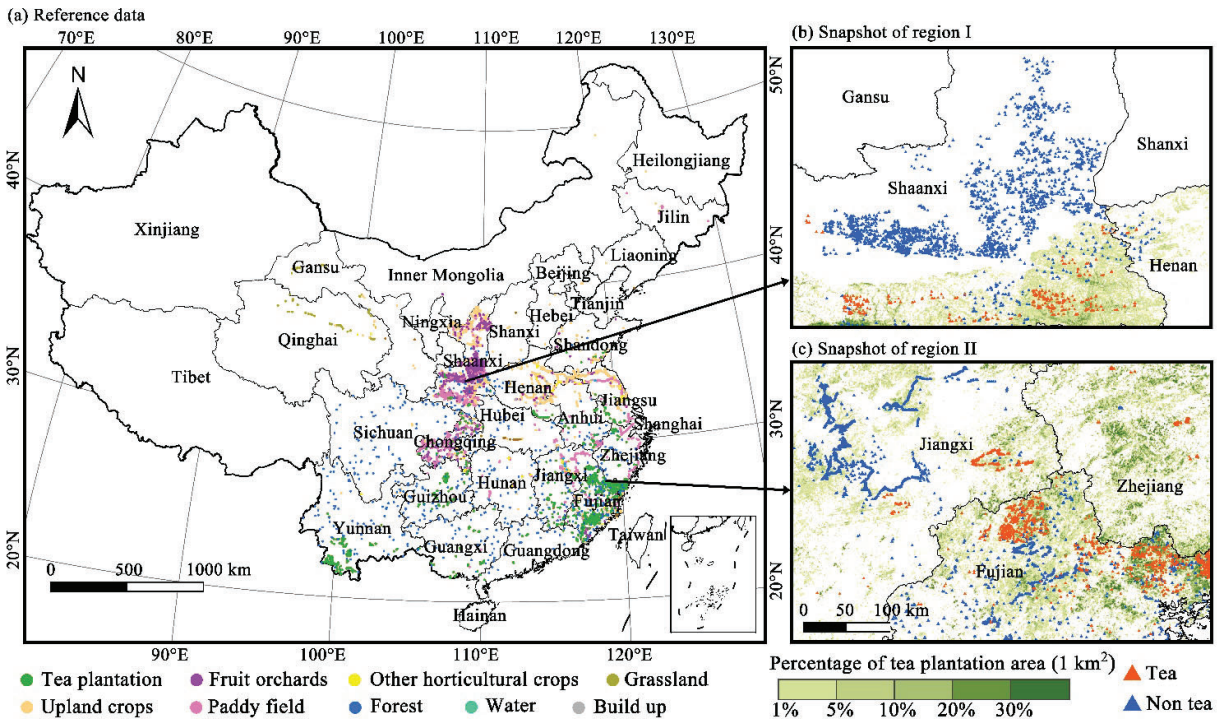 (a) Reference data
70°E 80°E 90°E 100°E 110°E 120°E 130°E
N
50°N
40°N
40°N
30°N
30°N
20°N
20°N
Heilongjiang
Jilin
Xinjiang
Liaoning
Gansu
Inner Mongolia
Beijing
Tianjin
Ningxia
Shanxi
Hebei
Qinghai
Shandong
Shaanxi
Tibet
Henan
Jiangsu
Hubei
Anhui
Shanghai
Sichuan
Chongqing
Zhejiang
Hunan
Jiangxi
Guizhou
Fujian
Yunnan
Taiwan
Guangxi
Guangdong
Hainan
0 500 1000 km
90°E 100°E 110°E 120°E
Tea plantation Fruit orchards Other horticultural crops Grassland
Upland crops Paddy field Forest Water Build up
(b) Snapshot of region I
Gansu
Shanxi
Shaanxi
Henan
(c) Snapshot of region II
Jiangxi
Zhejiang
Fujian
0 50 100 km
Percentage of tea plantation area (1 km²)
1% 5% 10% 20% 30%
Tea
Non tea